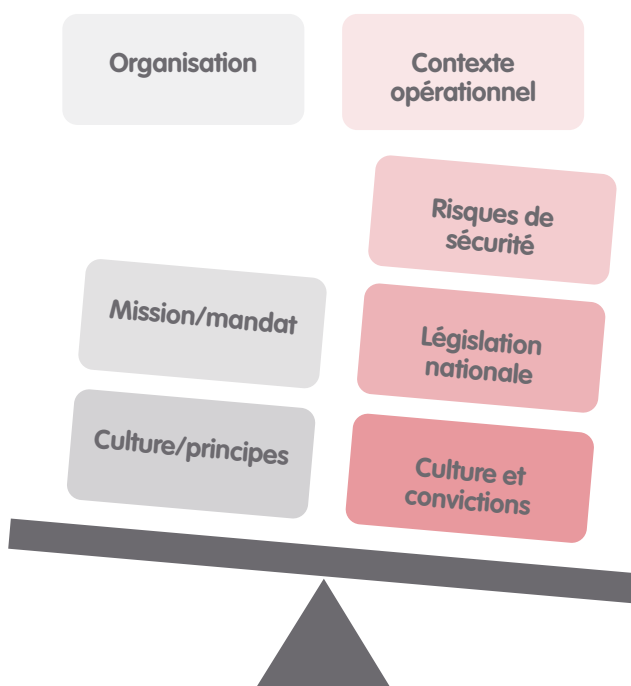 Organisation
Contexte
opérationnel
Risques de
sécurité
Mission/mandat
Législation
nationale
Culture/principes
Culture et
convictions